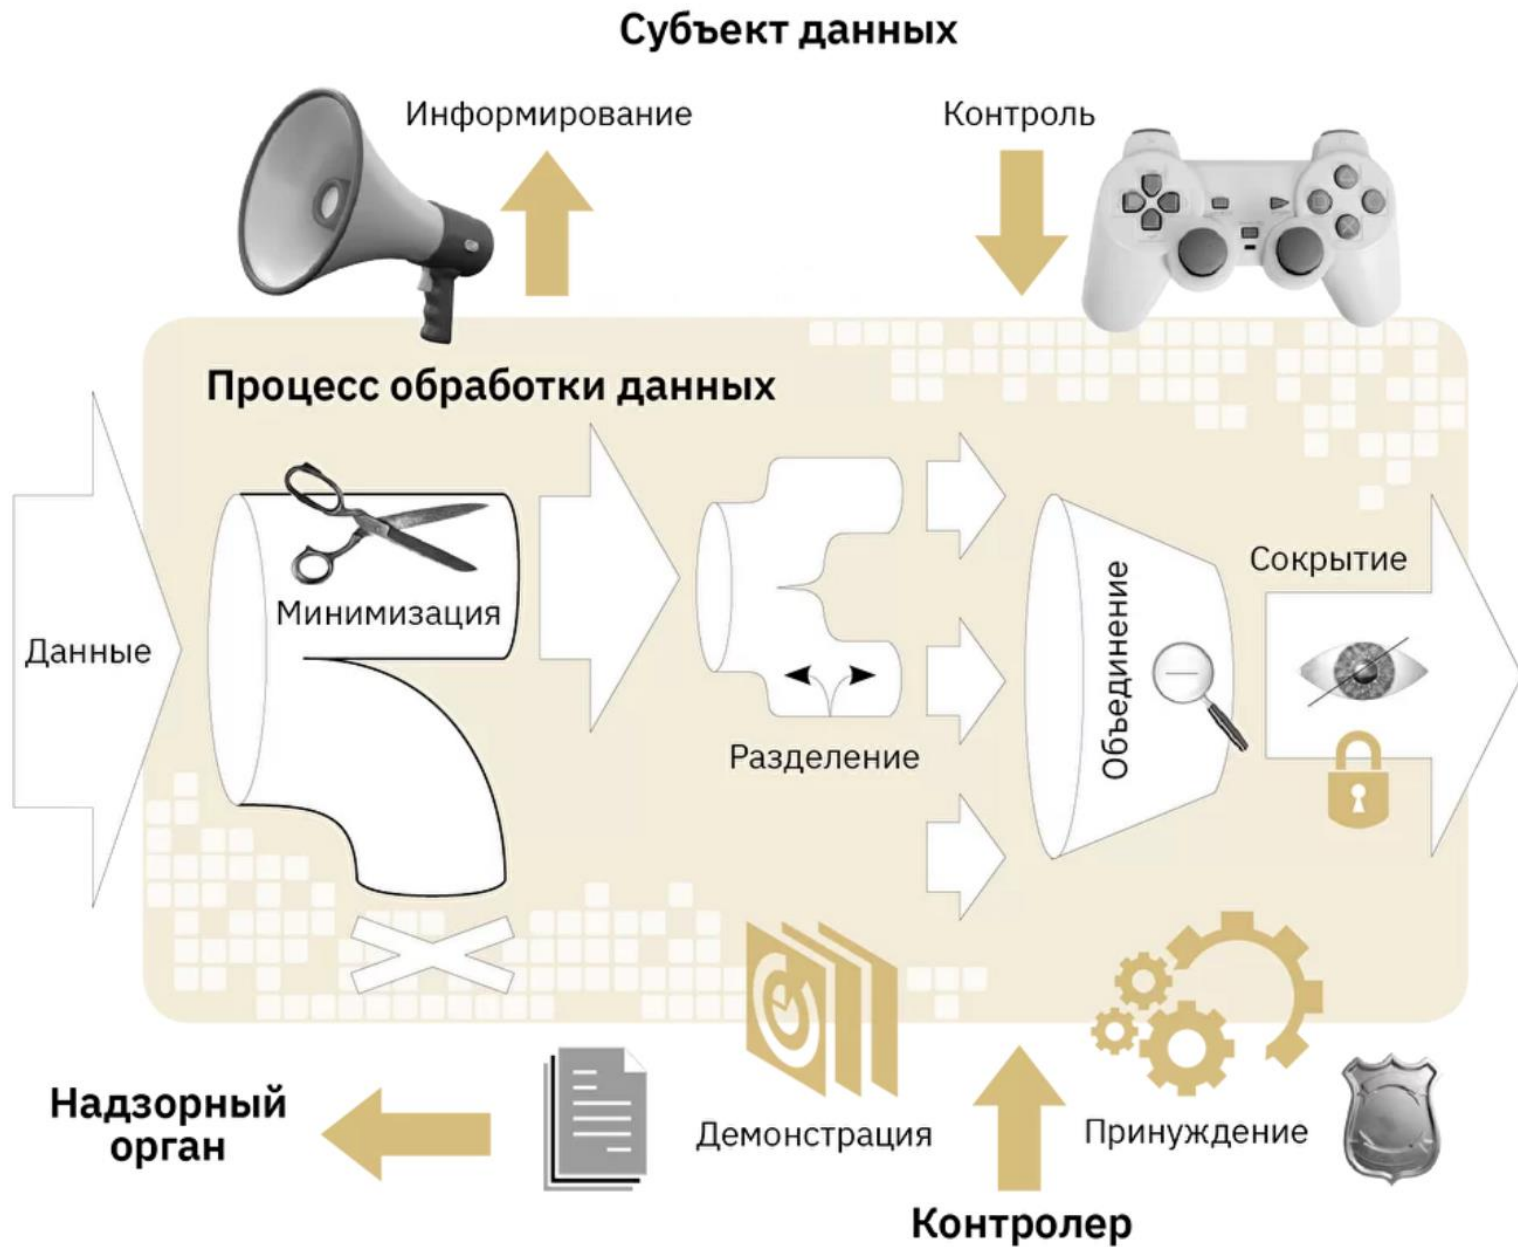 Субъект данных
Информирование
Контроль
Процесс обработки данных
Данные
Минимизация
Разделение
Объединение
Сокрытие
Надзорный
орган
Демонстрация
Принуждение
Контролер